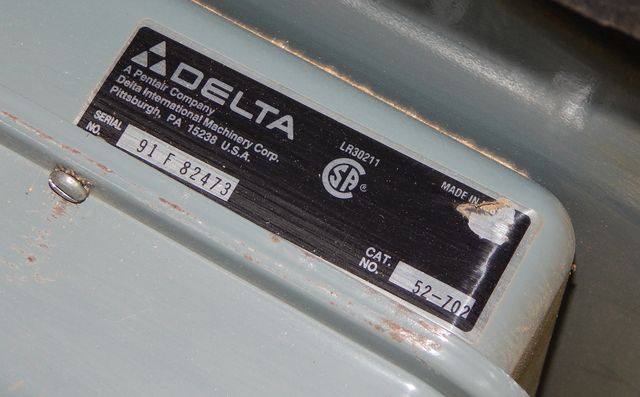 DELTA
A Pentair Company
Delta International Machinery Corp.
Pittsburgh, PA 15238 U.S.A.
SERIAL NO. 91 F 82473
LR30211
SA ®
MADE IN
CAT. NO. 52-702